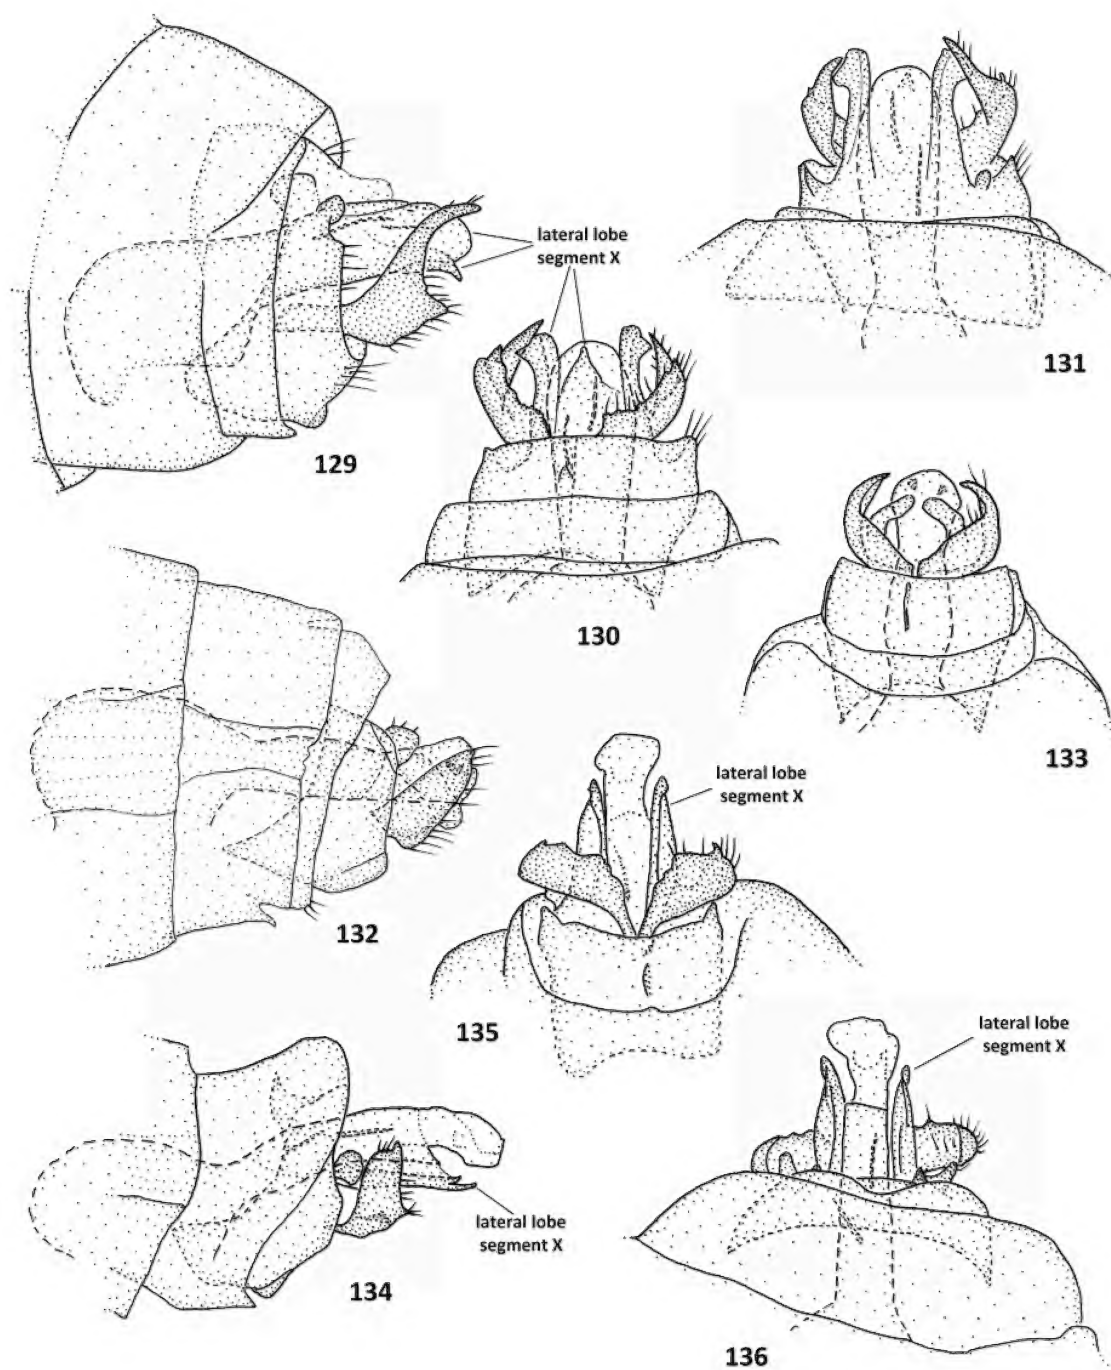 lateral lobe
segment X
129
130
131
132
133
lateral lobe
segment X
135
134
lateral lobe
segment X
136
lateral lobe
segment X